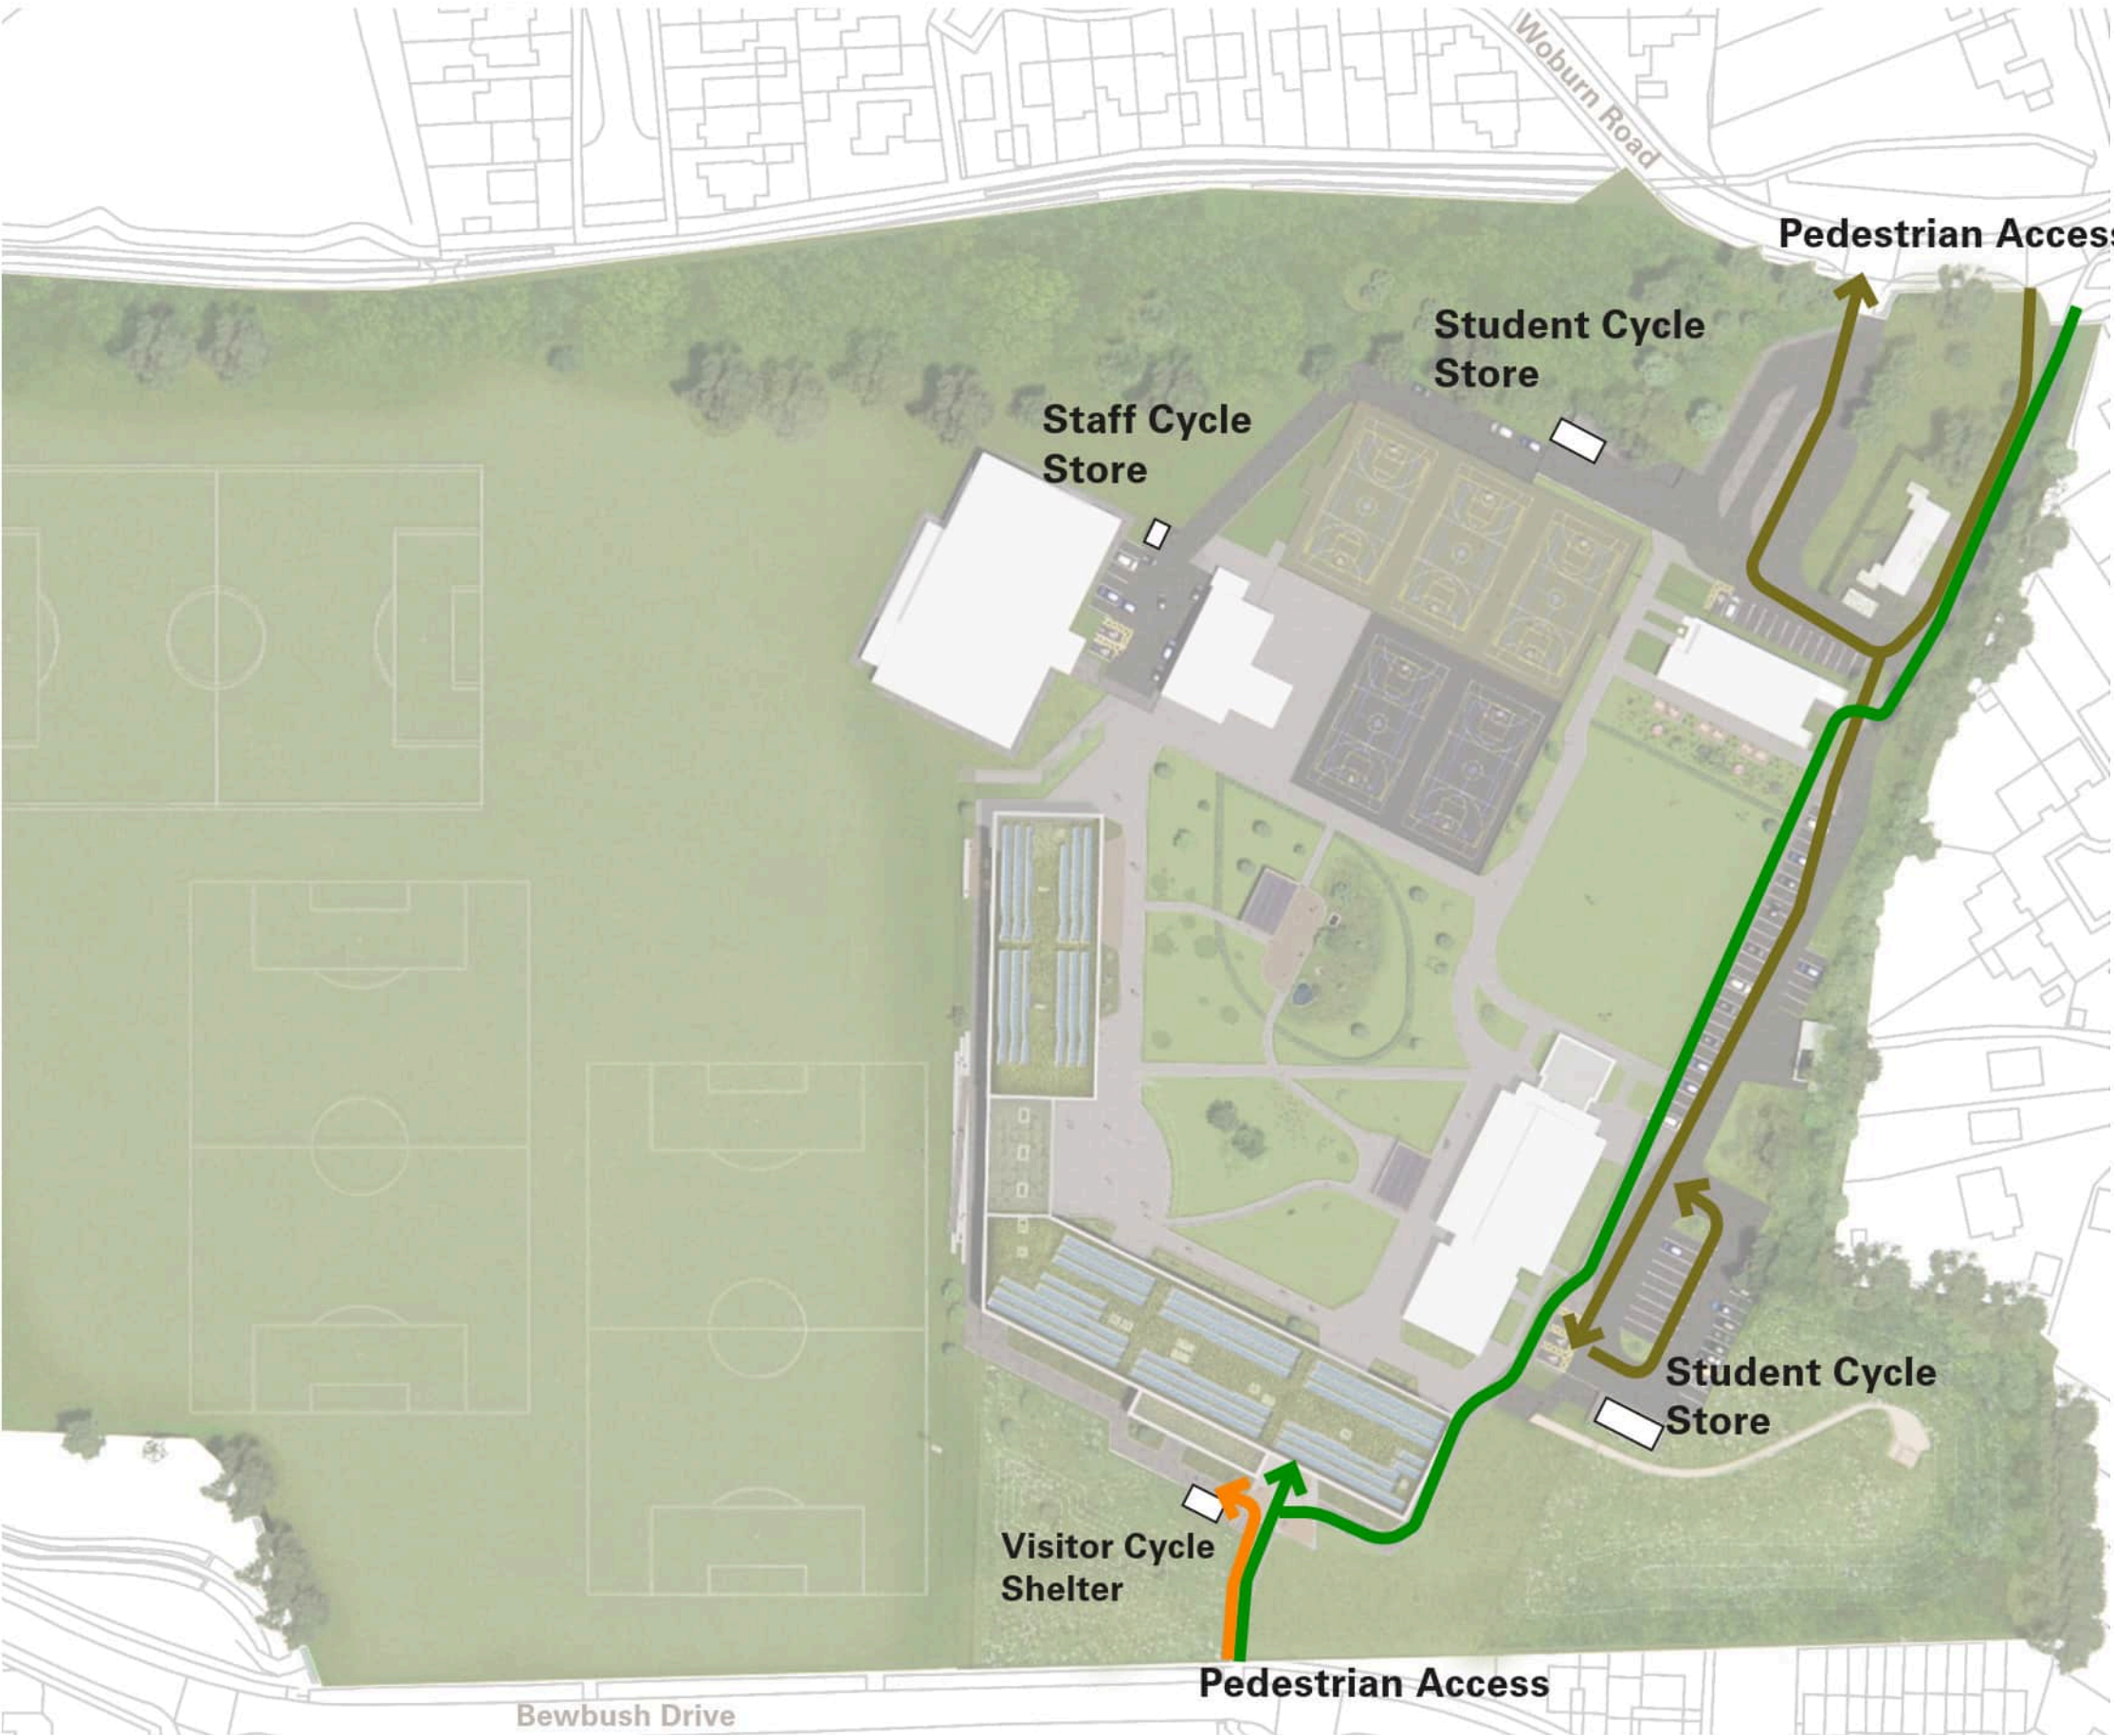 Woburn Road
Pedestrian Access
Student Cycle
Store
Staff Cycle
Store
Student Cycle
Store
Visitor Cycle
Shelter
Pedestrian Access
Bewbush Drive